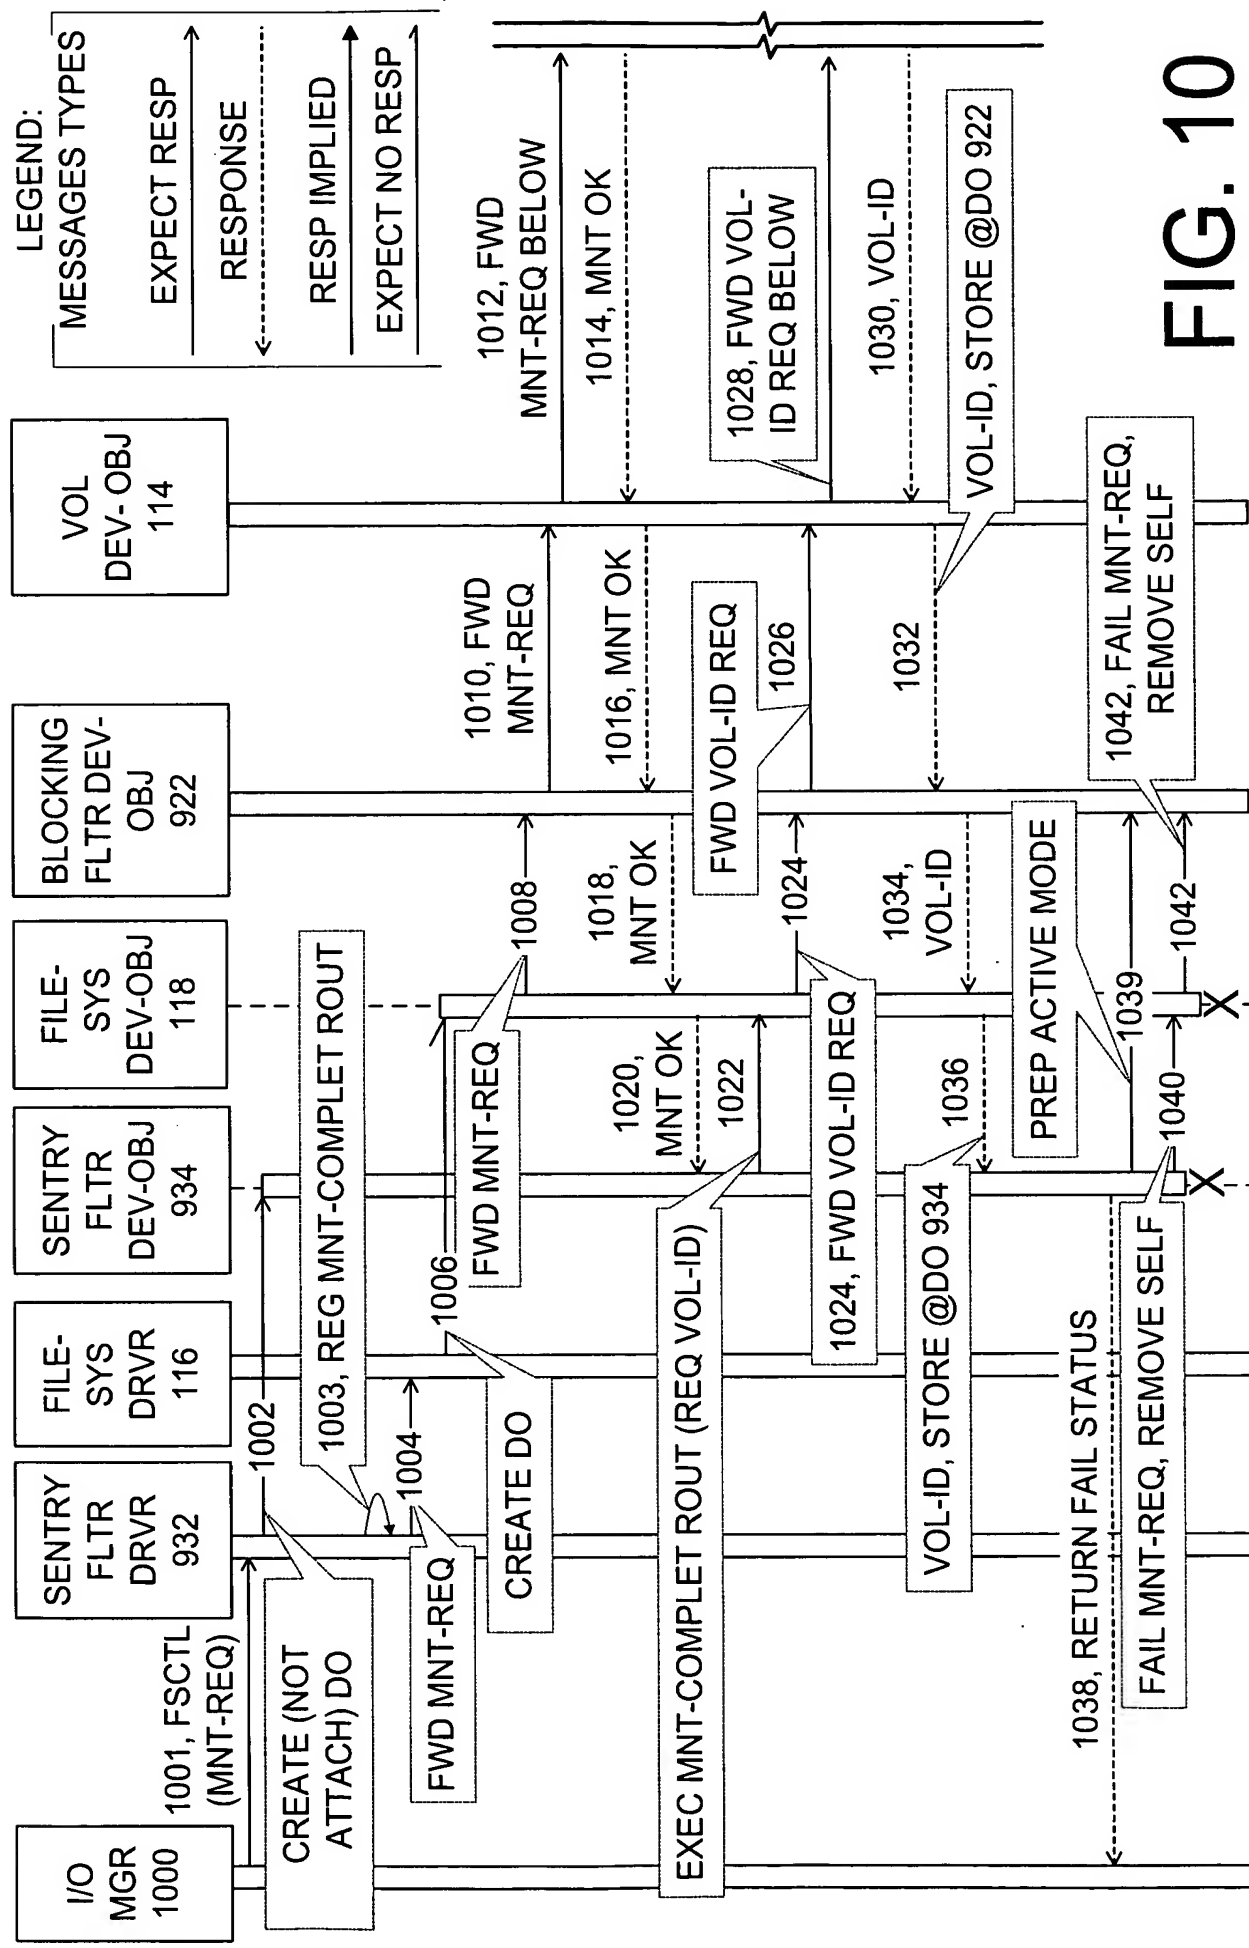 LEGEND:
MESSAGES TYPES
EXPECT RESP
RESPONSE
RESP IMPLIED
EXPECT NO RESP
I/O
MGR
1000
SENTRY
FLTR
DRVR
932
FILE-
SYS
DRVR
116
SENTRY
FLTR
DEV-OBJ
934
FILE-
SYS
DEV-OBJ
118
BLOCKING
FLTR DEV-
OBJ
922
VOL
DEV- OBJ
114
1001, FSCTL
(MNT-REQ)
1002
CREATE (NOT
ATTACH) DO
1003, REG MNT-COMPLET ROUT
1004
FWD MNT-REQ
1006
CREATE DO
1008
FWD MNT-REQ
1010, FWD
MNT-REQ
1012, FWD
MNT-REQ BELOW
1014, MNT OK
1016, MNT OK
1018,
MNT OK
1020,
MNT OK
1022
EXEC MNT-COMPLET ROUT (REQ VOL-ID)
1024
1024, FWD VOL-ID REQ
1026
FWD VOL-ID REQ
1028, FWD VOL-
ID REQ BELOW
1030, VOL-ID
1032
VOL-ID, STORE @DO 922
1034,
VOL-ID
1036
VOL-ID, STORE @DO 934
1038, RETURN FAIL STATUS
1039
PREP ACTIVE MODE
1040
FAIL MNT-REQ, REMOVE SELF
1042
1042, FAIL MNT-REQ,
REMOVE SELF
X
X
FIG. 10